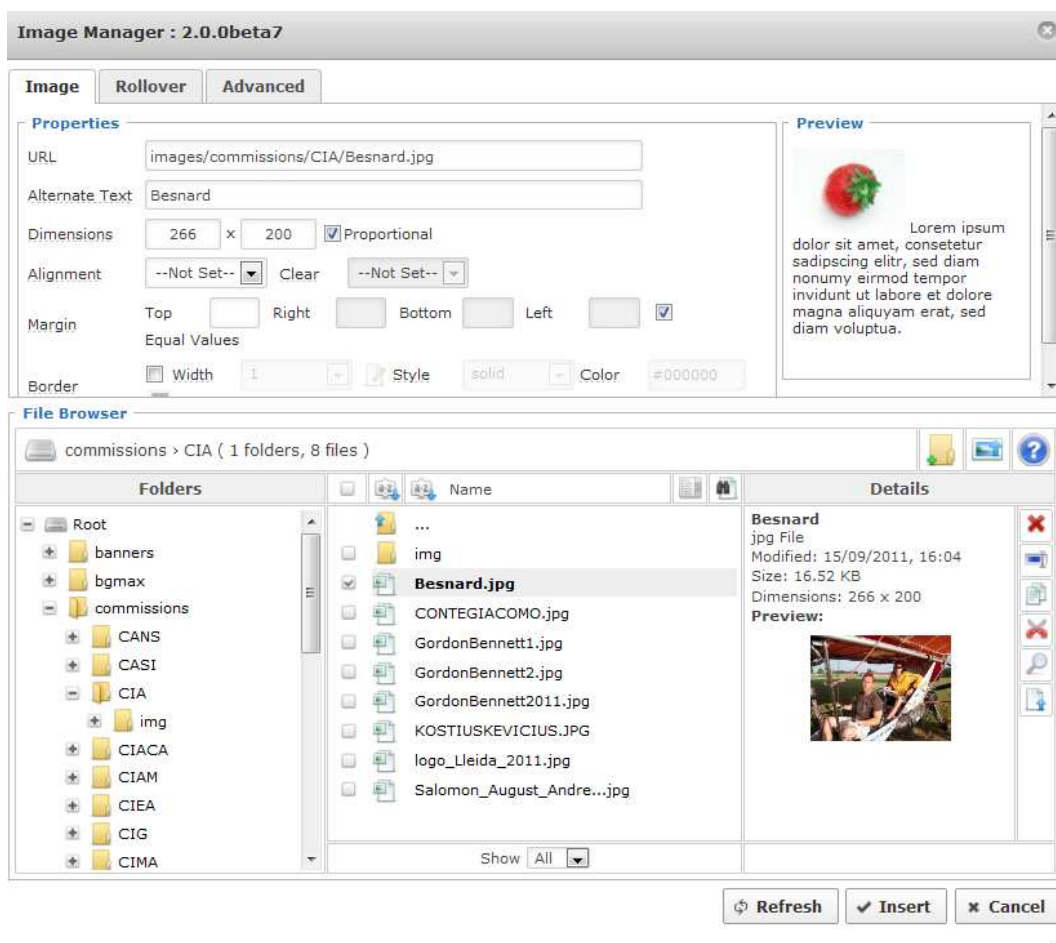 Image Manager : 2.0.0beta7
Image Rollover Advanced
Properties
URL images/commissions/CIA/Besnard.jpg
Alternate Text Besnard
Dimensions 266 x 200 Proportional
Alignment --Not Set-- Clear --Not Set--
Margin Top Right Bottom Left
Equal Values
Border Width 1 Style solid Color #000000
Preview
Lorem ipsum
dolor sit amet, consetetur
sadipscing elitr, sed diam
nonumy eirmod tempor
invidunt ut labore et dolore
magna aliquyam erat, sed
diam voluptua.
File Browser
commissions › CIA ( 1 folders, 8 files )
Folders
Root
banners
bgmax
commissions
CANS
CASI
CIA
img
CIACA
CIAM
CIEA
CIG
CIMA
Name
...
img
Besnard.jpg
CONTEGIACOMO.jpg
GordonBennett1.jpg
GordonBennett2.jpg
GordonBennett2011.jpg
KOSTIUSKEVICIUS.JPG
logo_Lleida_2011.jpg
Salomon_August_Andre...jpg
Show All
Details
Besnard
jpg File
Modified: 15/09/2011, 16:04
Size: 16.52 KB
Dimensions: 266 x 200
Preview:
Refresh Insert Cancel